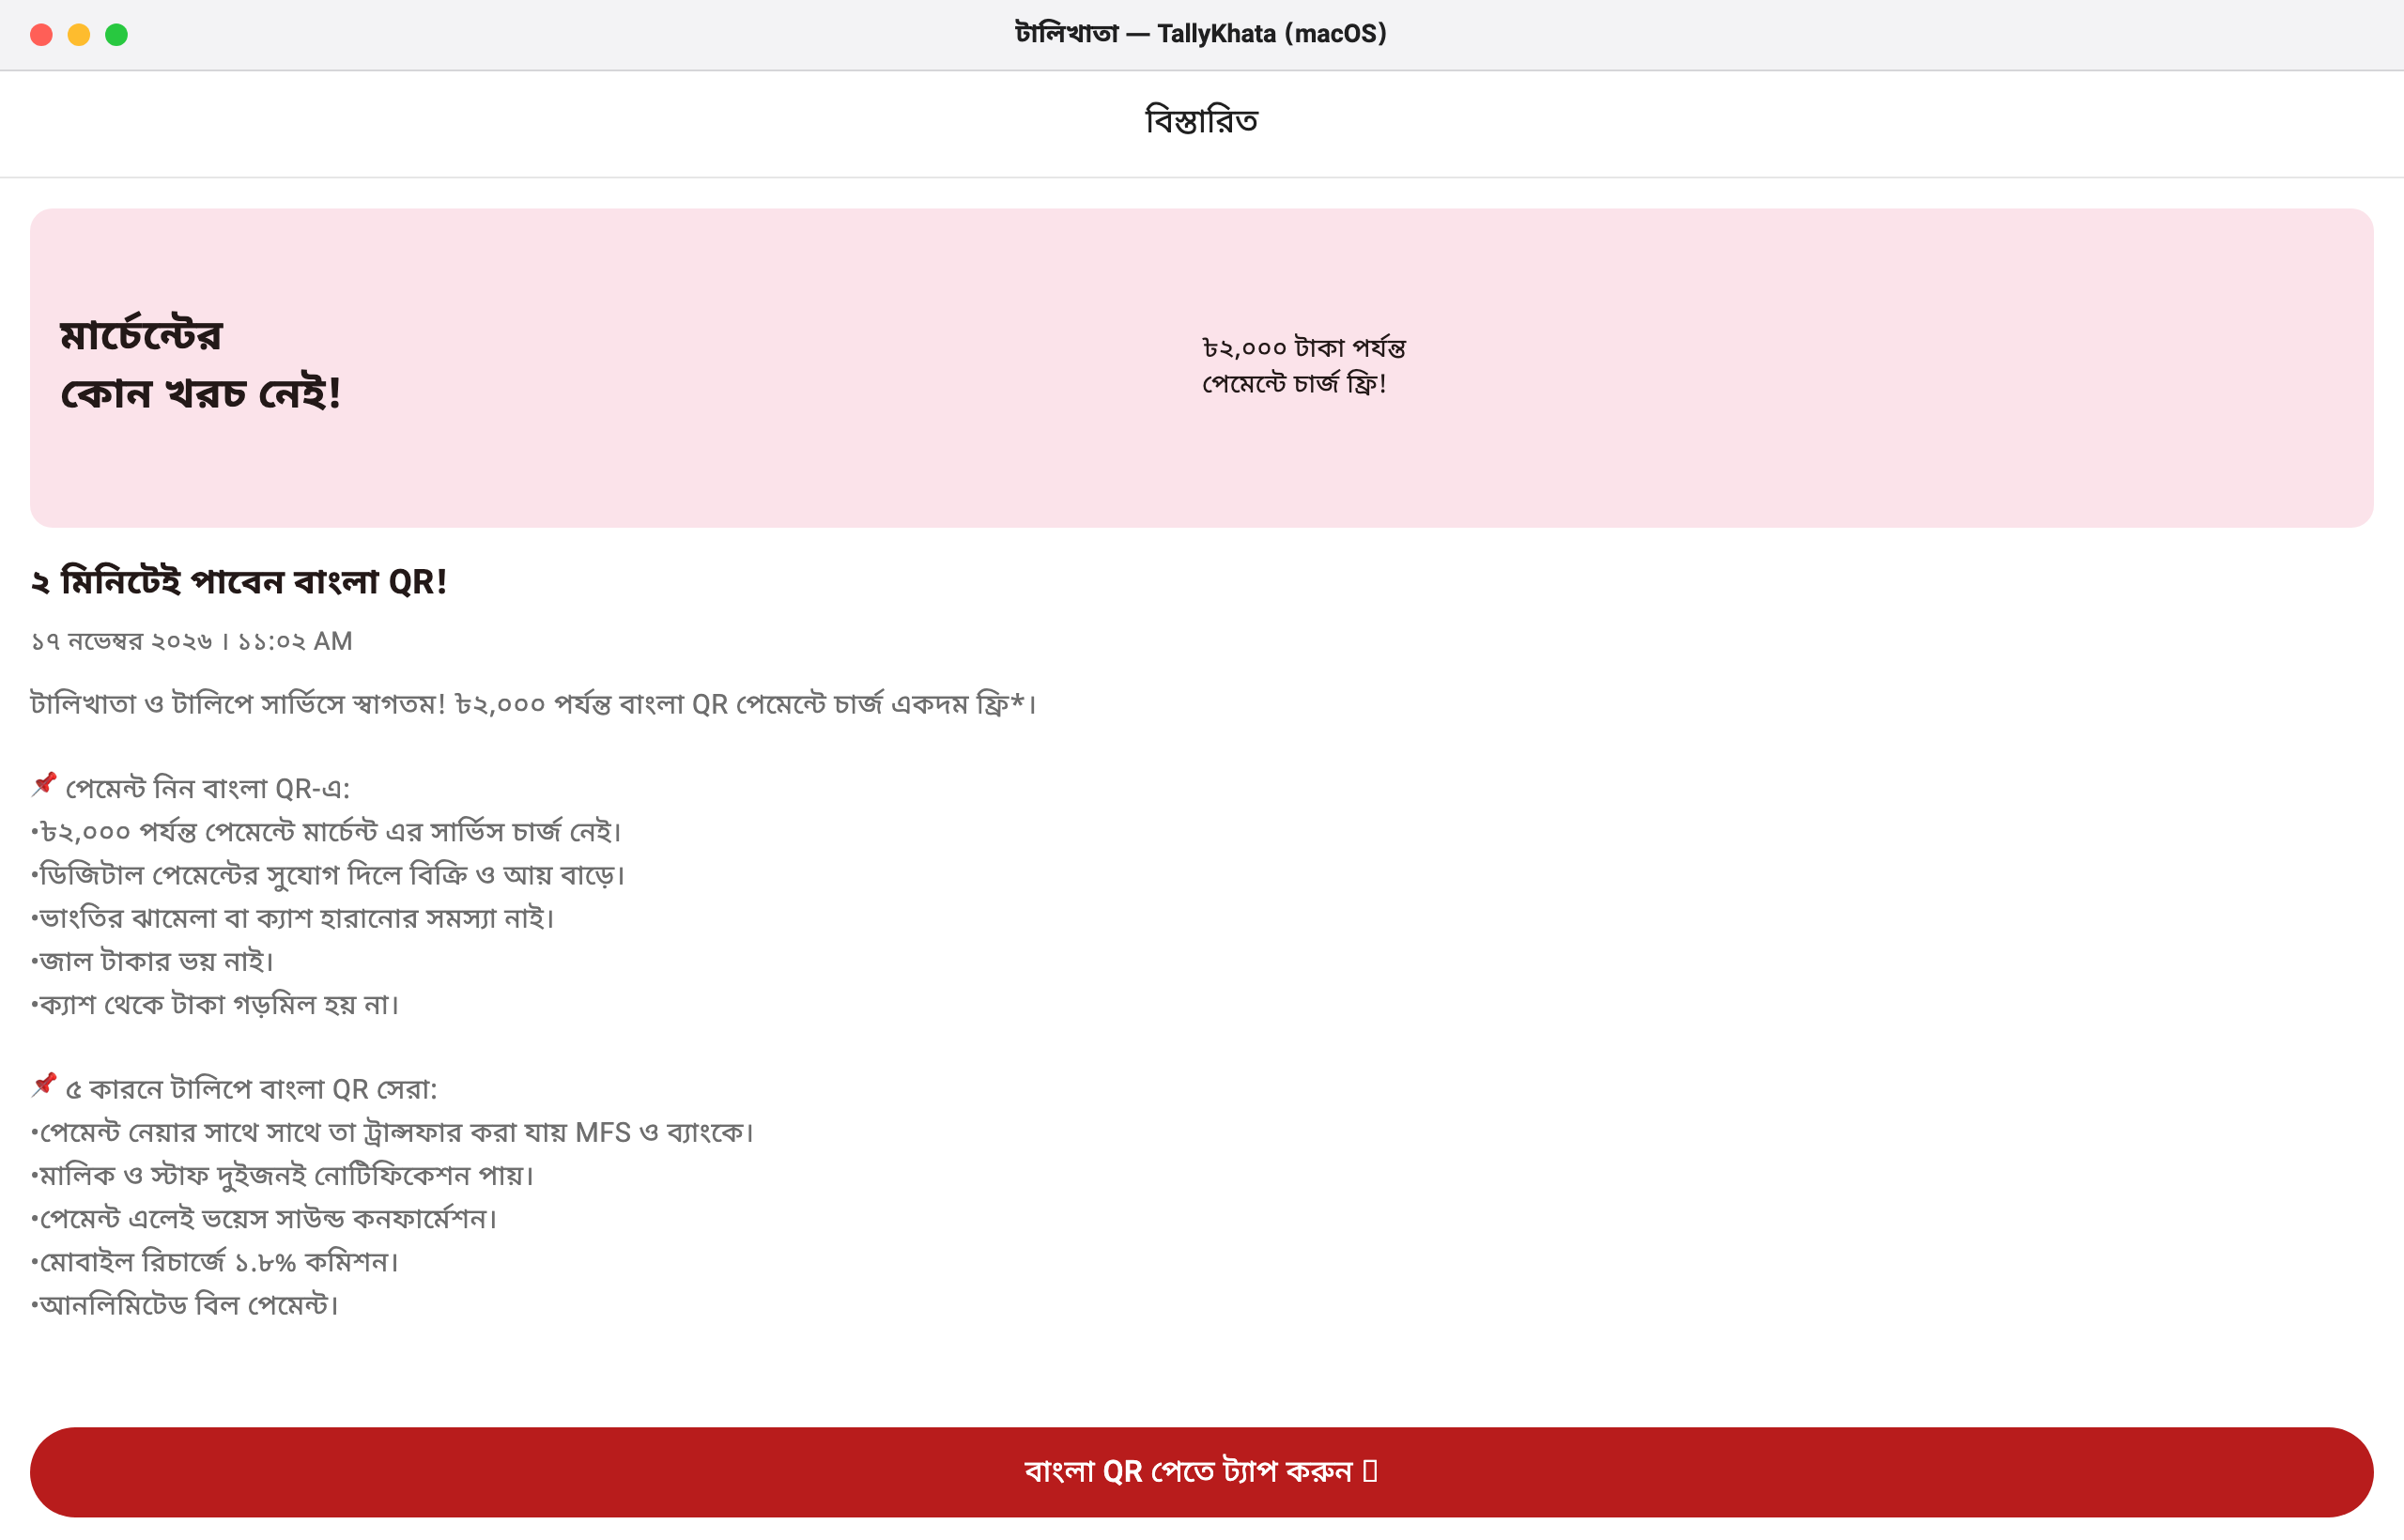 টালিখাতা — TallyKhata (macOS)
বিস্তারিত
মার্চেন্টের
কোন খরচ নেই!
৳২,০০০ টাকা পর্যন্ত
পেমেন্টে চার্জ ফ্রি!
২ মিনিটেই পাবেন বাংলা QR!
১৭ নভেম্বর ২০২৬ । ১১:০২ AM
টালিখাতা ও টালিপে সার্ভিসে স্বাগতম! ৳২,০০০ পর্যন্ত বাংলা QR পেমেন্টে চার্জ একদম ফ্রি*।
📌 পেমেন্ট নিন বাংলা QR-এ:
•৳২,০০০ পর্যন্ত পেমেন্টে মার্চেন্ট এর সার্ভিস চার্জ নেই।
•ডিজিটাল পেমেন্টের সুযোগ দিলে বিক্রি ও আয় বাড়ে।
•ভাংতির ঝামেলা বা ক্যাশ হারানোর সমস্যা নাই।
•জাল টাকার ভয় নাই।
•ক্যাশ থেকে টাকা গড়মিল হয় না।
📌 ৫ কারনে টালিপে বাংলা QR সেরা:
•পেমেন্ট নেয়ার সাথে সাথে তা ট্রান্সফার করা যায় MFS ও ব্যাংকে।
•মালিক ও স্টাফ দুইজনই নোটিফিকেশন পায়।
•পেমেন্ট এলেই ভয়েস সাউন্ড কনফার্মেশন।
•মোবাইল রিচার্জে ১.৮% কমিশন।
•আনলিমিটেড বিল পেমেন্ট।
বাংলা QR পেতে ট্যাপ করুন